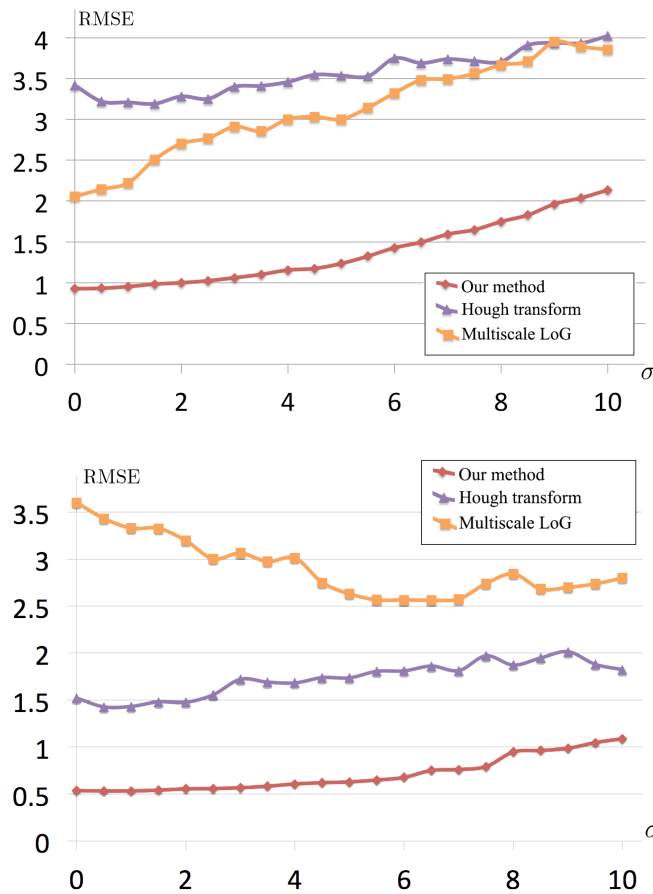 RMSE
4
3.5
3
2.5
2
1.5
1
0.5
0
Our method
Hough transform
Multiscale LoG
σ
0 2 4 6 8 10
RMSE
Our method
Hough transform
Multiscale LoG
3.5
3
2.5
2
1.5
1
0.5
0
σ
0 2 4 6 8 10